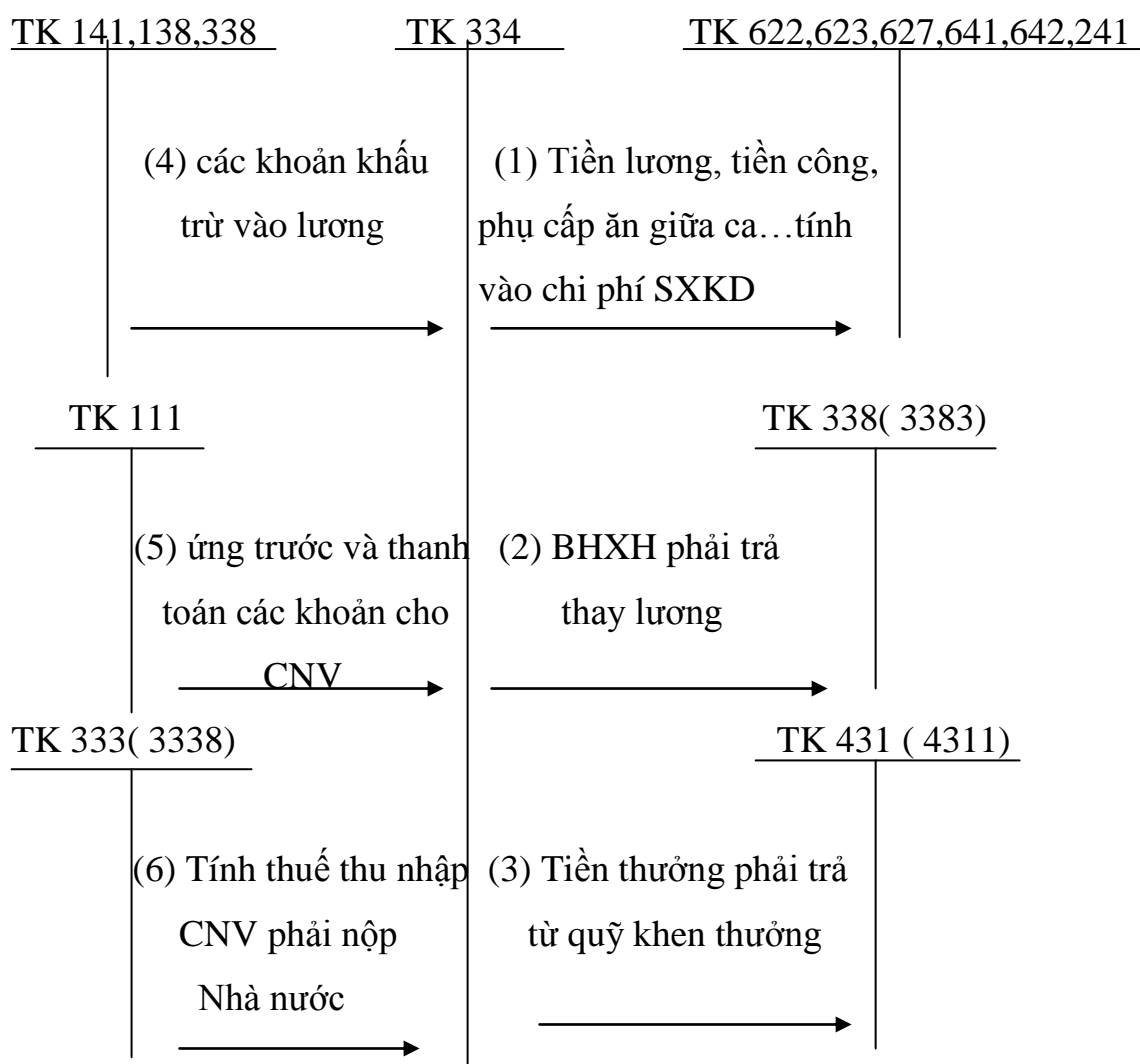 TK 141,138,338 TK 334 TK 622,623,627,641,642,241
(4) các khoản khấu
trừ vào lương
(1) Tiền lương, tiền công,
phụ cấp ăn giữa ca…tính
vào chi phí SXKD
TK 111
TK 338( 3383)
(5) ứng trước và thanh
toán các khoản cho
CNV
(2) BHXH phải trả
thay lương
TK 333( 3338)
TK 431 ( 4311)
(6) Tính thuế thu nhập
CNV phải nộp
Nhà nước
(3) Tiền thưởng phải trả
từ quỹ khen thưởng